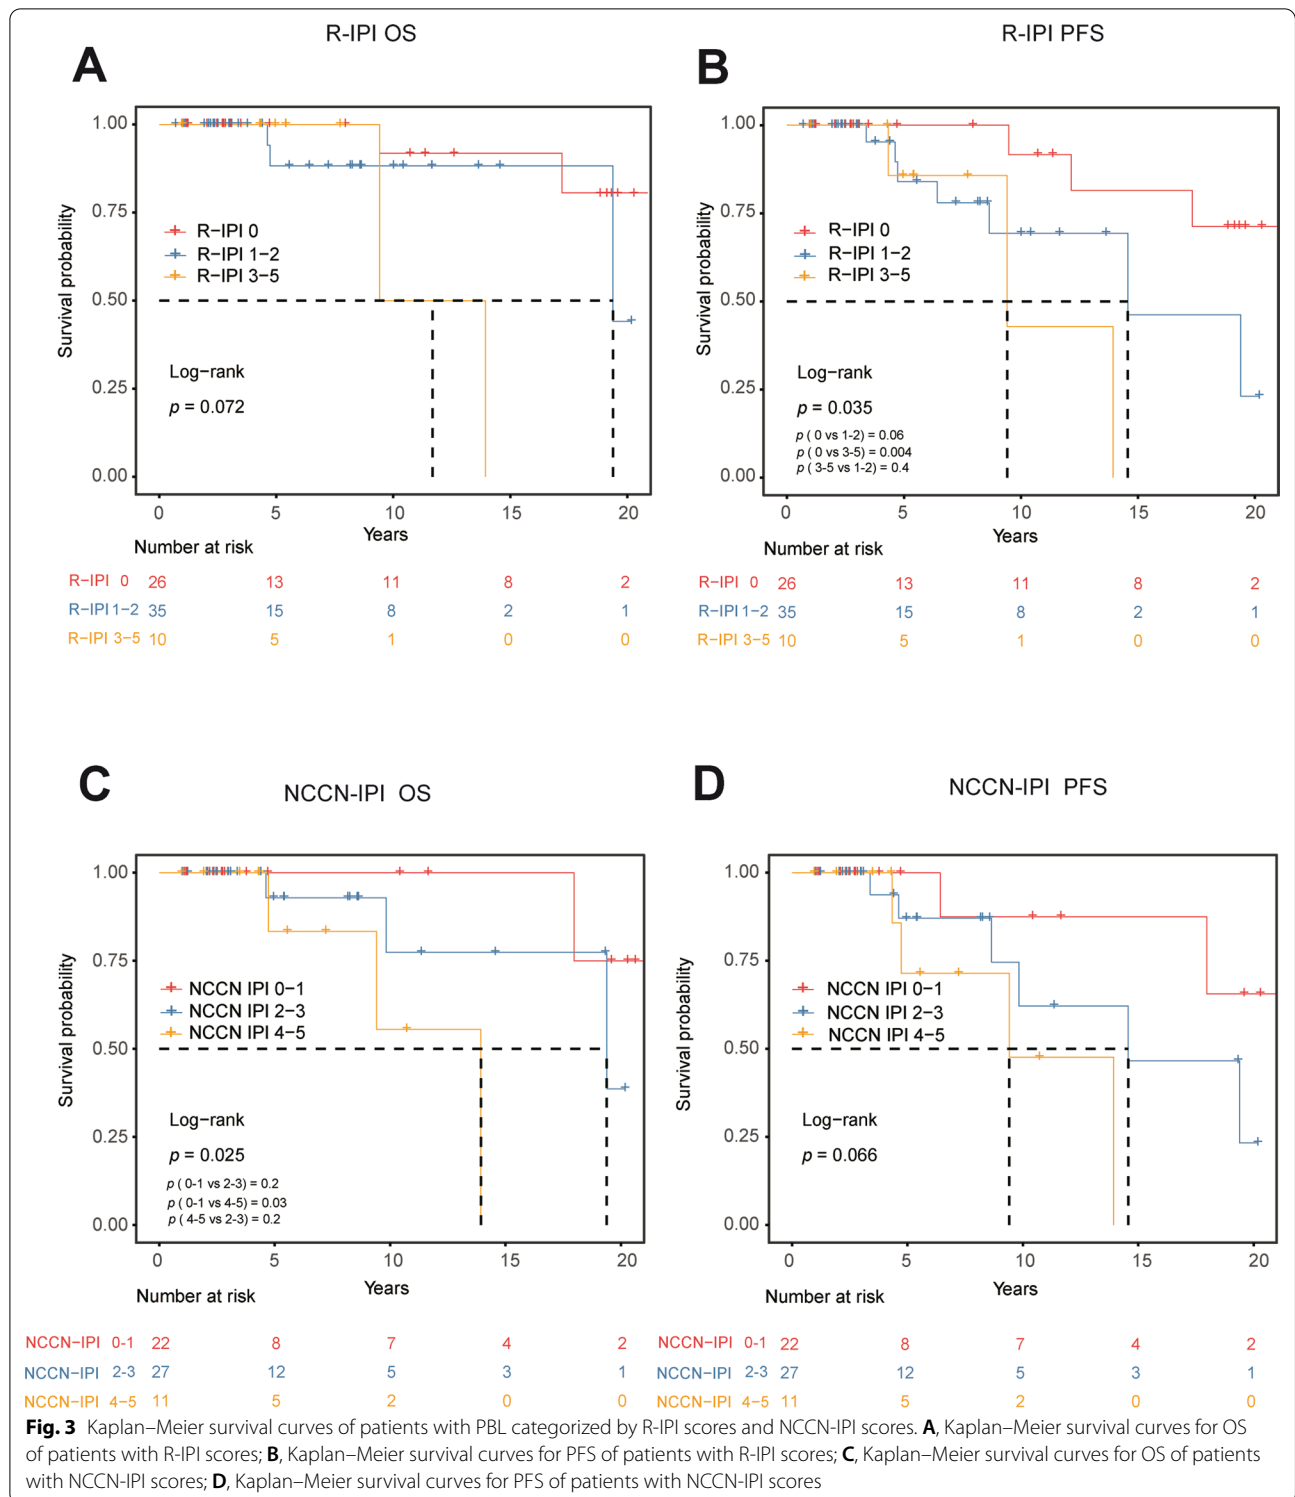 R-IPI OS
A
1.00
0.75
0.50
0.25
0.00
Survival probability
R−IPI 0
R−IPI 1−2
R−IPI 3−5
Log−rank
p = 0.072
0 5 10 15 20
Years
Number at risk
R−IPI 0 26 13 11 8 2
R−IPI 1−2 35 15 8 2 1
R−IPI 3−5 10 5 1 0 0
R-IPI PFS
B
1.00
0.75
0.50
0.25
0.00
Survival probability
R−IPI 0
R−IPI 1−2
R−IPI 3−5
Log−rank
p = 0.035
p ( 0 vs 1-2) = 0.06
p ( 0 vs 3-5) = 0.004
p ( 3-5 vs 1-2) = 0.4
0 5 10 15 20
Years
Number at risk
R−IPI 0 26 13 11 8 2
R−IPI 1−2 35 15 8 2 1
R−IPI 3−5 10 5 1 0 0
C
NCCN-IPI OS
1.00
0.75
0.50
0.25
0.00
Survival probability
NCCN IPI 0−1
NCCN IPI 2−3
NCCN IPI 4−5
Log−rank
p = 0.025
p ( 0-1 vs 2-3) = 0.2
p ( 0-1 vs 4-5) = 0.03
p ( 4-5 vs 2-3) = 0.2
0 5 10 15 20
Years
Number at risk
NCCN−IPI 0-1 22 8 7 4 2
NCCN−IPI 2-3 27 12 5 3 1
NCCN−IPI 4−5 11 5 2 0 0
D
NCCN-IPI PFS
1.00
0.75
0.50
0.25
0.00
Survival probability
NCCN IPI 0−1
NCCN IPI 2−3
NCCN IPI 4−5
Log−rank
p = 0.066
0 5 10 15 20
Years
Number at risk
NCCN−IPI 0-1 22 8 7 4 2
NCCN−IPI 2-3 27 12 5 3 1
NCCN−IPI 4−5 11 5 2 0 0
Fig. 3 Kaplan–Meier survival curves of patients with PBL categorized by R-IPI scores and NCCN-IPI scores. A, Kaplan–Meier survival curves for OS
of patients with R-IPI scores; B, Kaplan–Meier survival curves for PFS of patients with R-IPI scores; C, Kaplan–Meier survival curves for OS of patients
with NCCN-IPI scores; D, Kaplan–Meier survival curves for PFS of patients with NCCN-IPI scores